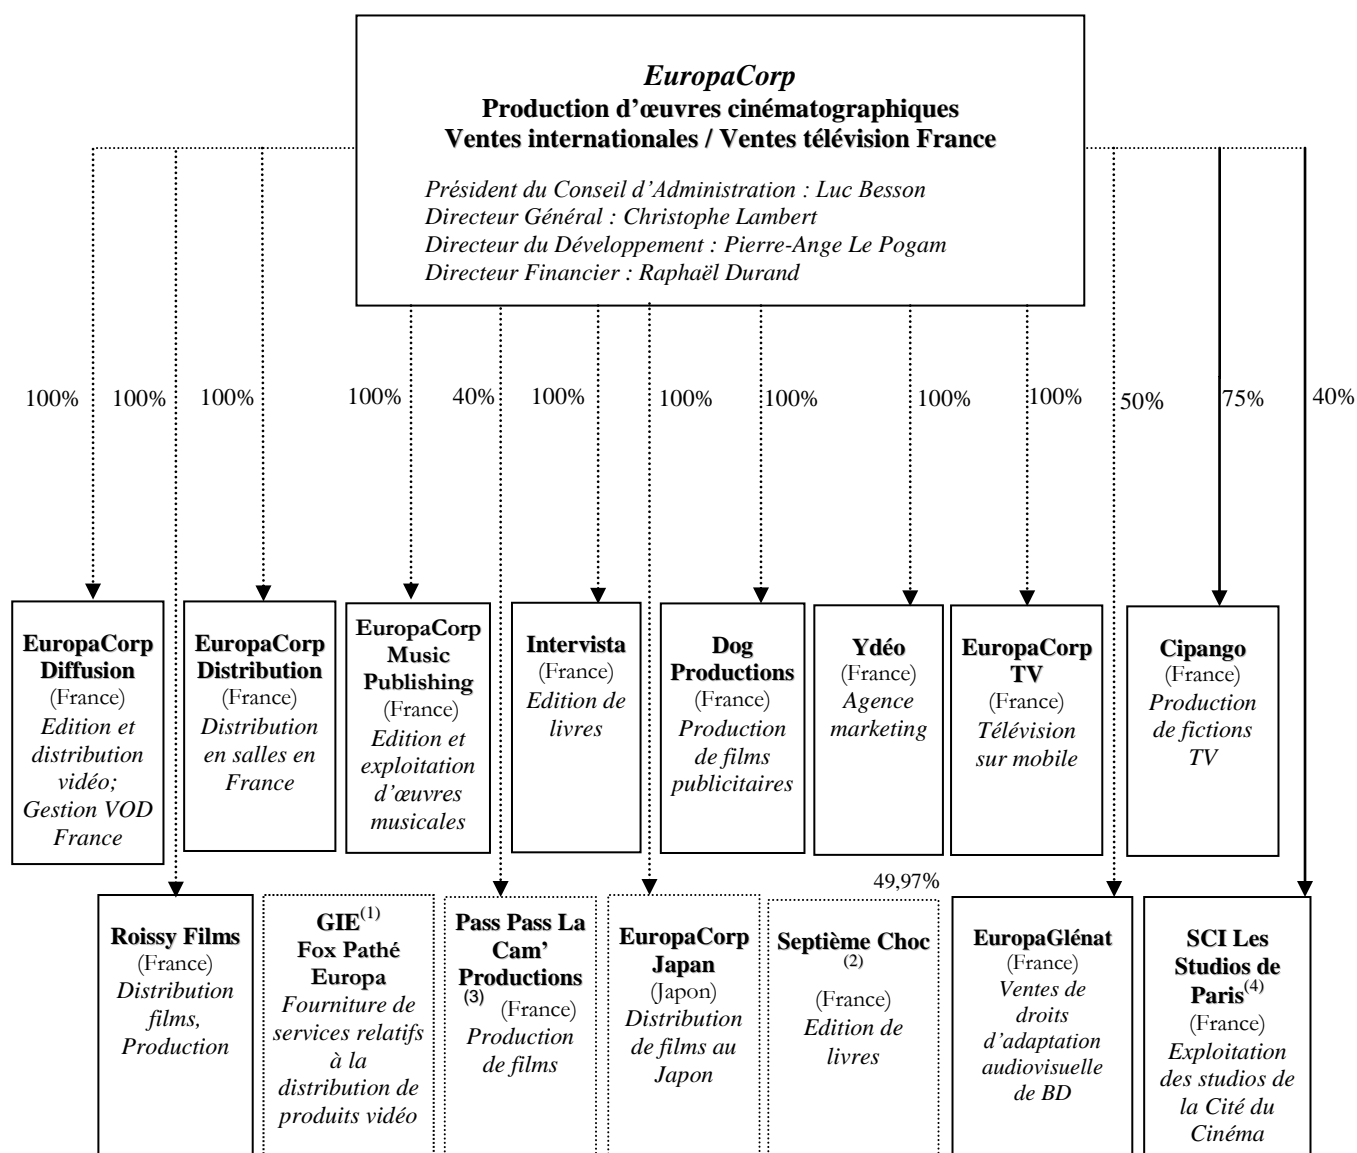 EuropaCorp
Production d’œuvres cinématographiques
Ventes internationales / Ventes télévision France
Président du Conseil d’Administration : Luc Besson
Directeur Général : Christophe Lambert
Directeur du Développement : Pierre-Ange Le Pogam
Directeur Financier : Raphaël Durand
100%
100%
100%
100%
40%
100%
100%
100%
100%
100%
50%
75%
40%
EuropaCorp
Diffusion
(France)
Edition et
distribution
vidéo;
Gestion VOD
France
EuropaCorp
Distribution
(France)
Distribution
en salles en
France
EuropaCorp
Music
Publishing
(France)
Edition et
exploitation
d’œuvres
musicales
Intervista
(France)
Edition de
livres
Dog
Productions
(France)
Production
de films
publicitaires
Ydéo
(France)
Agence
marketing
EuropaCorp
TV
(France)
Télévision
sur mobile
Cipango
(France)
Production
de fictions
TV
49,97%
Roissy Films
(France)
Distribution
films,
Production
GIE(1)
Fox Pathé
Europa
Fourniture de
services relatifs
à la
distribution de
produits vidéo
Pass Pass La
Cam’
Productions
(3) (France)
Production
de films
EuropaCorp
Japan
(Japon)
Distribution
de films au
Japon
Septième Choc
(2)
(France)
Edition de
livres
EuropaGlénat
(France)
Ventes de
droits
d’adaptation
audiovisuelle
de BD
SCI Les
Studios de
Paris(4)
(France)
Exploitation
des studios de
la Cité du
Cinéma